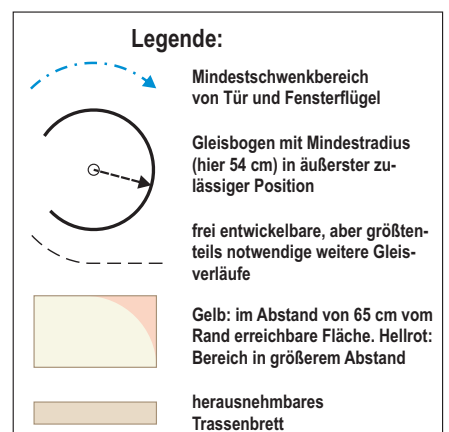 Legende:
Mindestschwenkbereich
von Tür und Fensterflügel
Gleisbogen mit Mindestradius
(hier 54 cm) in äußerster zu-
lässiger Position
frei entwickelbare, aber größten-
teils notwendige weitere Gleis-
verläufe
Gelb: im Abstand von 65 cm vom
Rand erreichbare Fläche. Hellrot:
Bereich in größerem Abstand
herausnehmbares
Trassenbrett